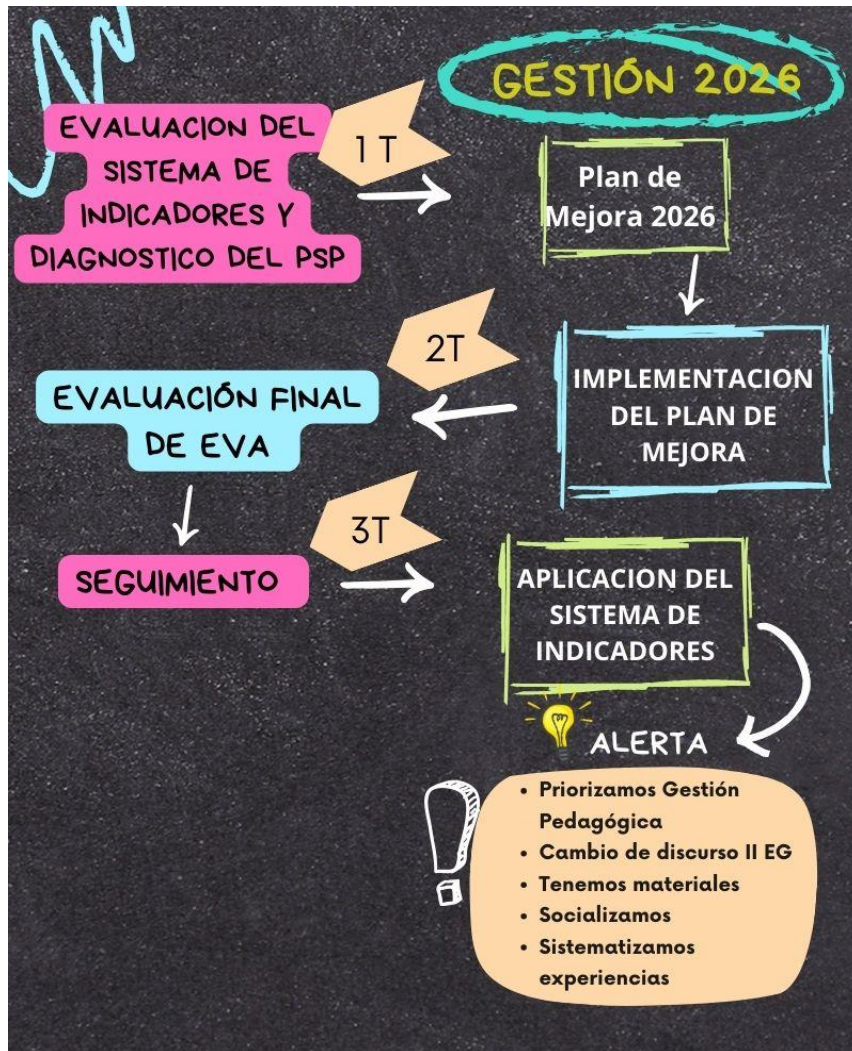 GESTIÓN 2026
EVALUACION DEL
SISTEMA DE
INDICADORES Y
DIAGNOSTICO DEL PSP
1 T
Plan de
Mejora 2026
2T
IMPLEMENTACION
DEL PLAN DE
MEJORA
EVALUACIÓN FINAL
DE EVA
SEGUIMIENTO
3T
APLICACION DEL
SISTEMA DE
INDICADORES
ALERTA
• Priorizamos Gestión
Pedagógica
• Cambio de discurso II EG
• Tenemos materiales
• Socializamos
• Sistematizamos
experiencias